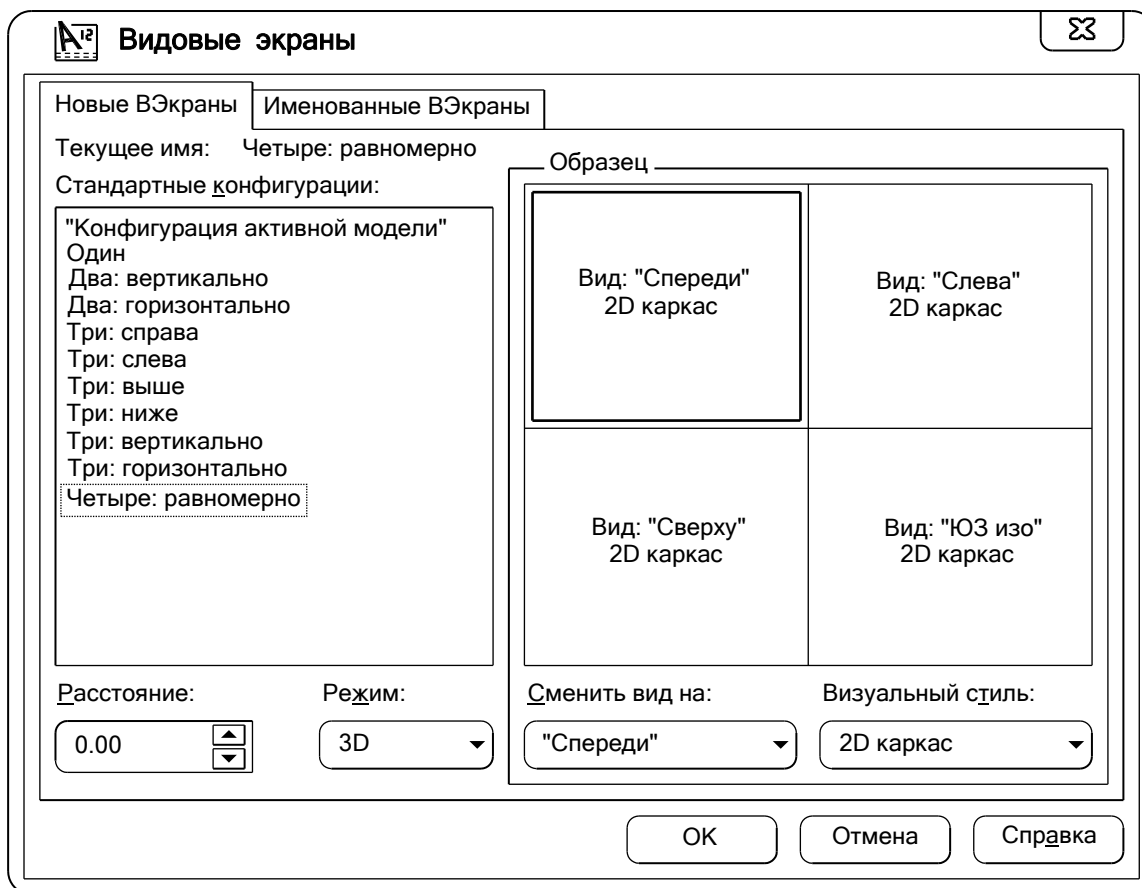 Видовые экраны
Новые ВЭкраны
Именованные ВЭкраны
Текущее имя: Четыре: равномерно
Стандартные конфигурации:
"Конфигурация активной модели"
Один
Два: вертикально
Два: горизонтально
Три: справа
Три: слева
Три: выше
Три: ниже
Три: вертикально
Три: горизонтально
Четыре: равномерно
Образец
Вид: "Спереди"
2D каркас
Вид: "Слева"
2D каркас
Вид: "Сверху"
2D каркас
Вид: "ЮЗ изо"
2D каркас
Расстояние:
0.00
Режим:
3D
Сменить вид на:
"Спереди"
Визуальный стиль:
2D каркас
OK
Отмена
Справка